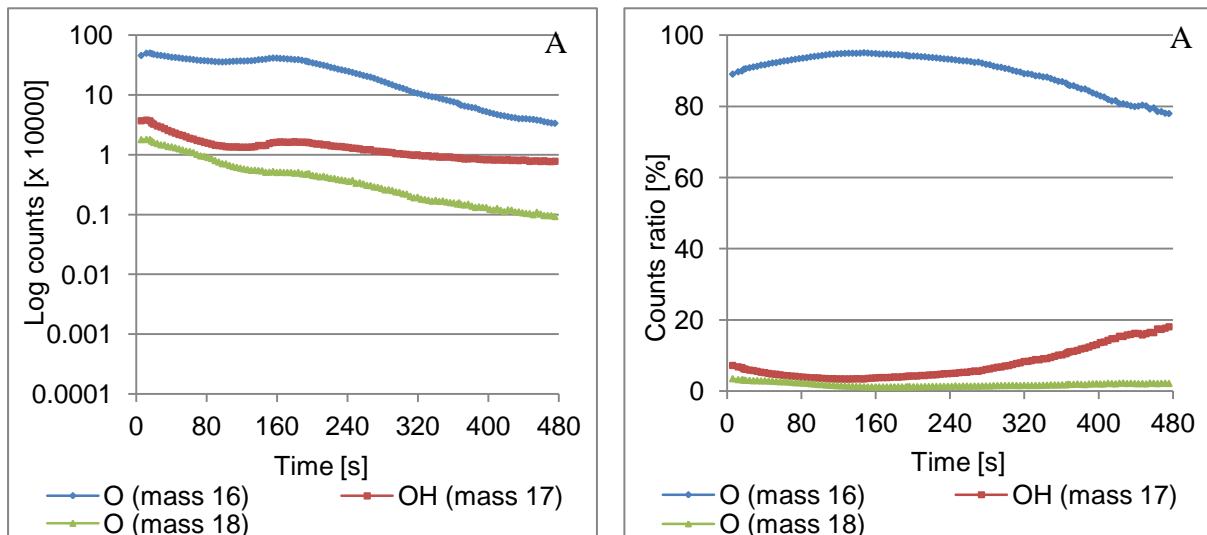 A
Log counts [x 10000]
100
10
1
0.1
0.01
0.001
0.0001
0 80 160 240 320 400 480
Time [s]
O (mass 16) OH (mass 17)
O (mass 18)
A
Counts ratio [%]
100
80
60
40
20
0
0 80 160 240 320 400 480
Time [s]
O (mass 16) OH (mass 17)
O (mass 18)